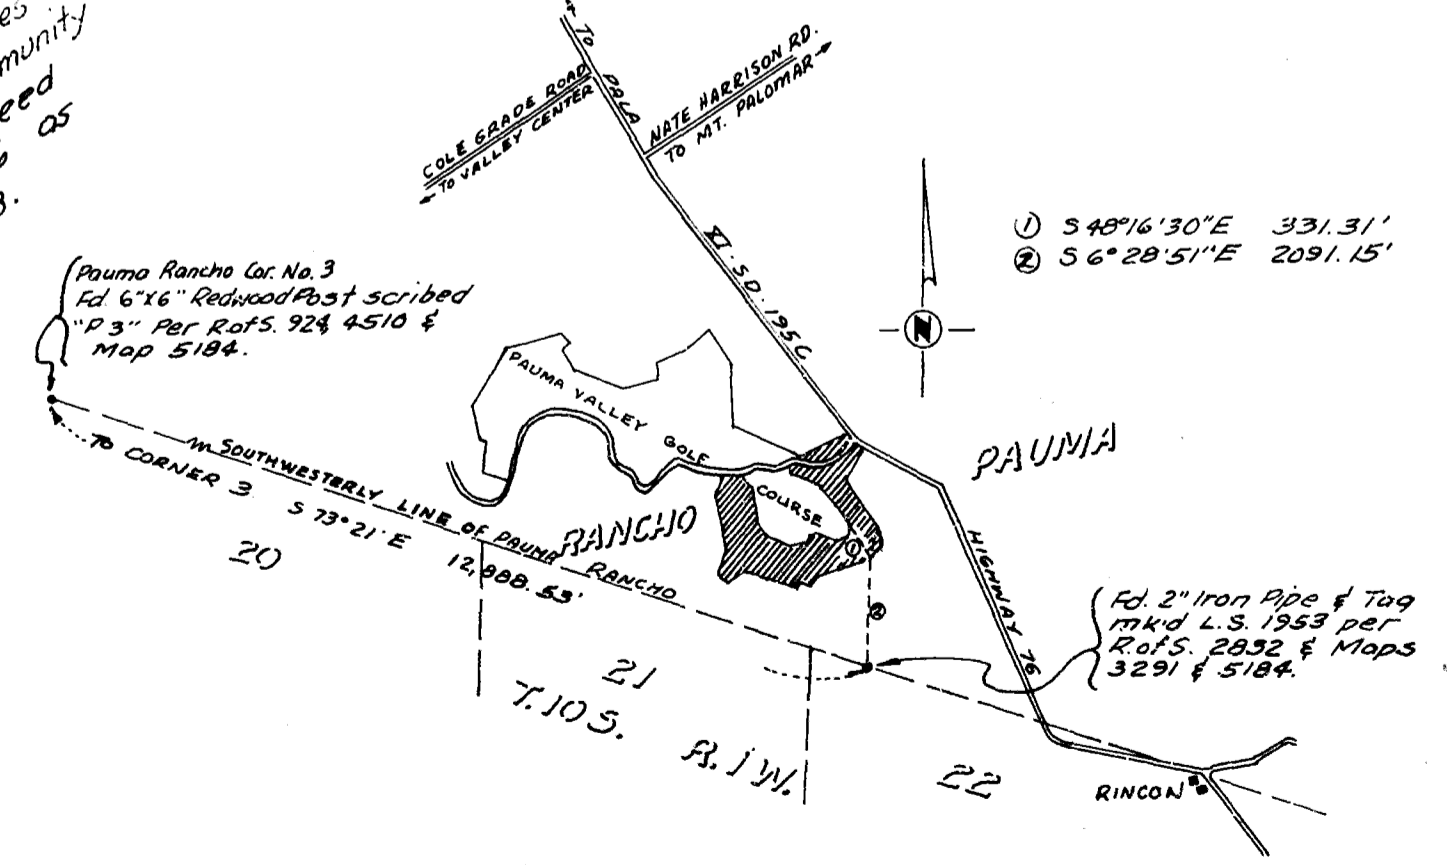 munity
eed
as
TO PALA
COLE GRADE ROAD
TO VALLEY CENTER
NATE HARRISON RD.
TO MT. PALOMAR
① S 48°16'30"E 331.31'
② S 6°28'51"E 2091.15'
XI-SD-195C
Pauma Rancho Cor. No. 3
Fd. 6"x6" Redwood Post scribed
"P 3" Per R.of S. 924, 4510 &
Map 5184.
N
PAUMA VALLEY GOLF
COURSE
PAUMA
RANCHO
TO CORNER 3
SOUTHWESTERLY LINE OF PAUMA RANCHO
S 73°21' E 12,888.53'
①
②
HIGHWAY 76
Fd. 2" Iron Pipe & Tag
mk'd L.S. 1953 per
R.of S. 2832 & Maps
3291 & 5184.
20
21
T.10 S. R.1 W.
22
RINCON